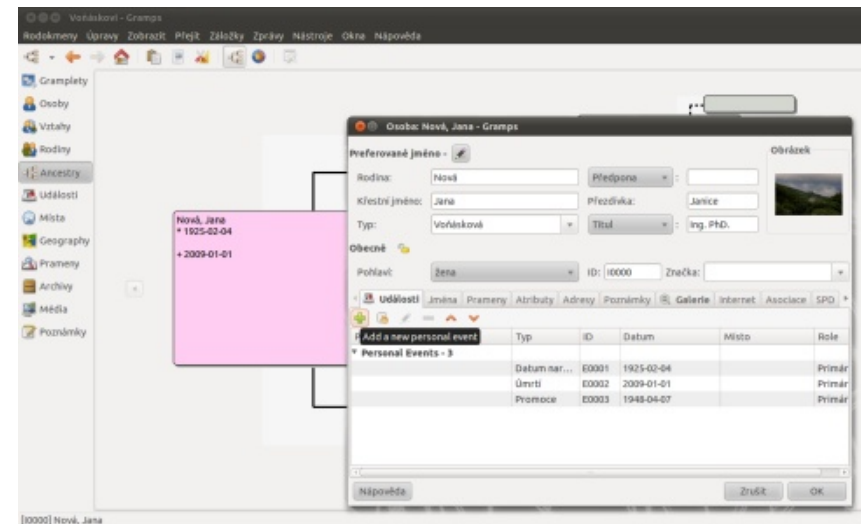 Voňáskovi - Gramps
Rodokmeny Úpravy Zobrazit Přejít Záložky Zprávy Nástroje Okna Nápověda
Gramplety
Osoby
Vztahy
Rodiny
Ancestry
Události
Místa
Geography
Prameny
Archivy
Média
Poznámky
Nová, Jana
* 1925-02-04
+ 2009-01-01
Osoba: Nová, Jana - Gramps
Preferované jméno -
Obrázek
Rodina: Nová Předpona :
Křestní jméno: Jana Přezdívka: Janice
Typ: Voňásková Titul : Ing. PhD.
Obecné
Pohlaví: žena ID: I0000 Značka:
Události Jména Prameny Atributy Adresy Poznámky Galerie Internet Asociace SPD
Add a new personal event
Typ ID Datum Místo Role
Personal Events - 3
Datum nar... E0001 1925-02-04 Primár
Úmrtí E0002 2009-01-01 Primár
Promoce E0003 1948-04-07 Primár
Nápověda Zrušit OK
[I0000] Nová, Jana